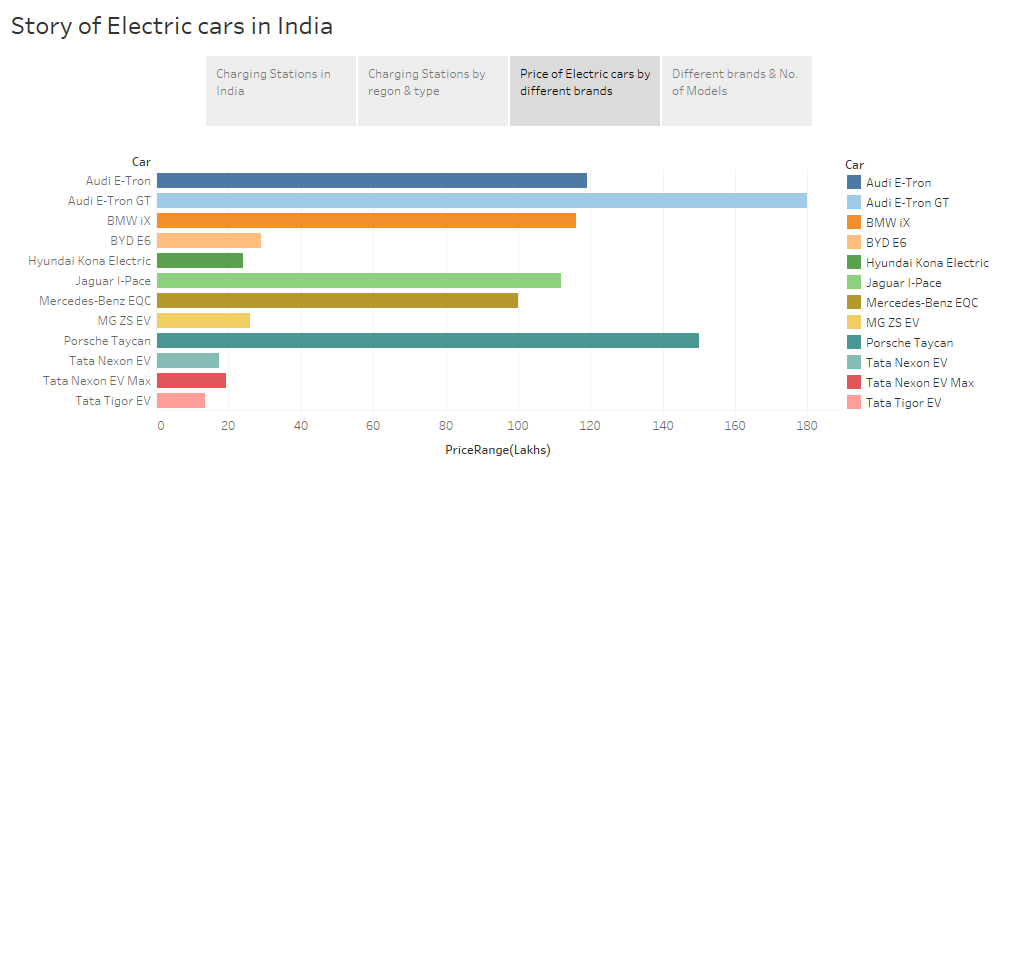 Story of Electric cars in India
Charging Stations in
India
Charging Stations by
regon & type
Price of Electric cars by
different brands
Different brands & No.
of Models
Car
Audi E-Tron
Audi E-Tron GT
BMW iX
BYD E6
Hyundai Kona Electric
Jaguar I-Pace
Mercedes-Benz EQC
MG ZS EV
Porsche Taycan
Tata Nexon EV
Tata Nexon EV Max
Tata Tigor EV
0 20 40 60 80 100 120 140 160 180
PriceRange(Lakhs)
Car
Audi E-Tron
Audi E-Tron GT
BMW iX
BYD E6
Hyundai Kona Electric
Jaguar I-Pace
Mercedes-Benz EQC
MG ZS EV
Porsche Taycan
Tata Nexon EV
Tata Nexon EV Max
Tata Tigor EV